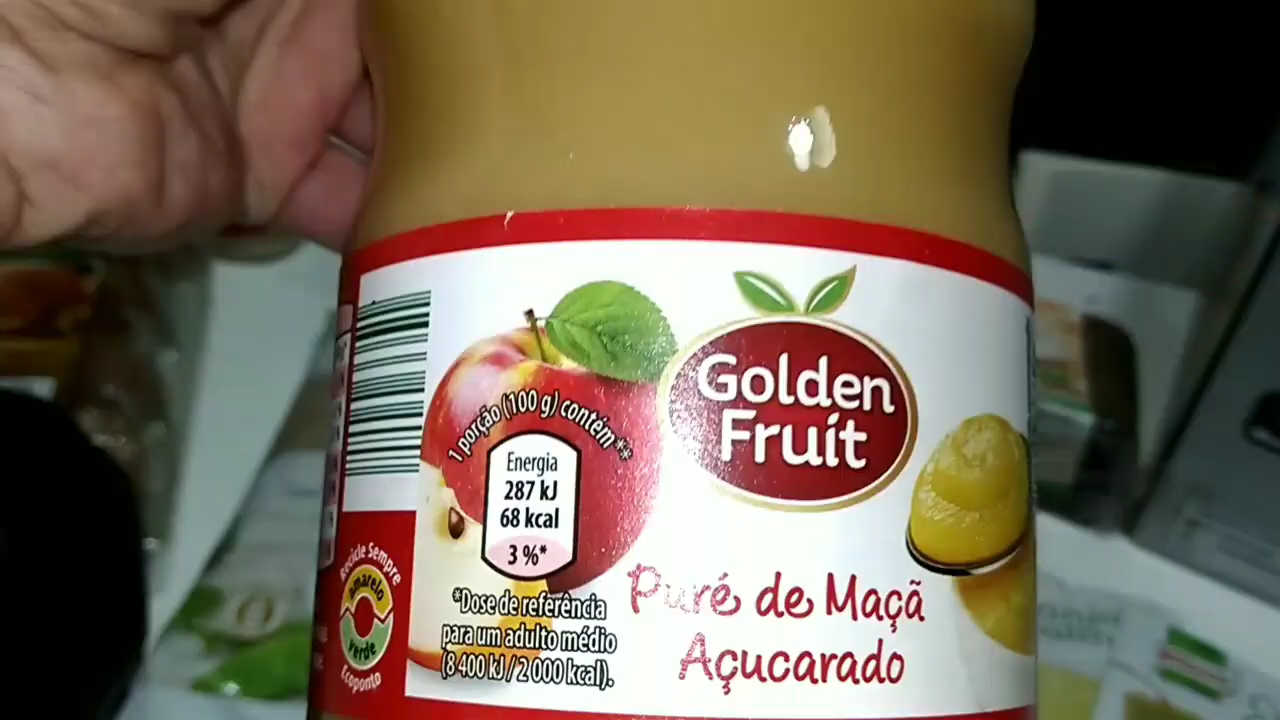 Golden
Fruit
Puré de Maçã
Açucarado
1 porção (100 g) contém**
Energia
287 kJ
68 kcal
3 %*
*Dose de referência
para um adulto médio
(8 400 kJ / 2 000 kcal).
Recicle Sempre
Amarelo
Verde
Ecoponto